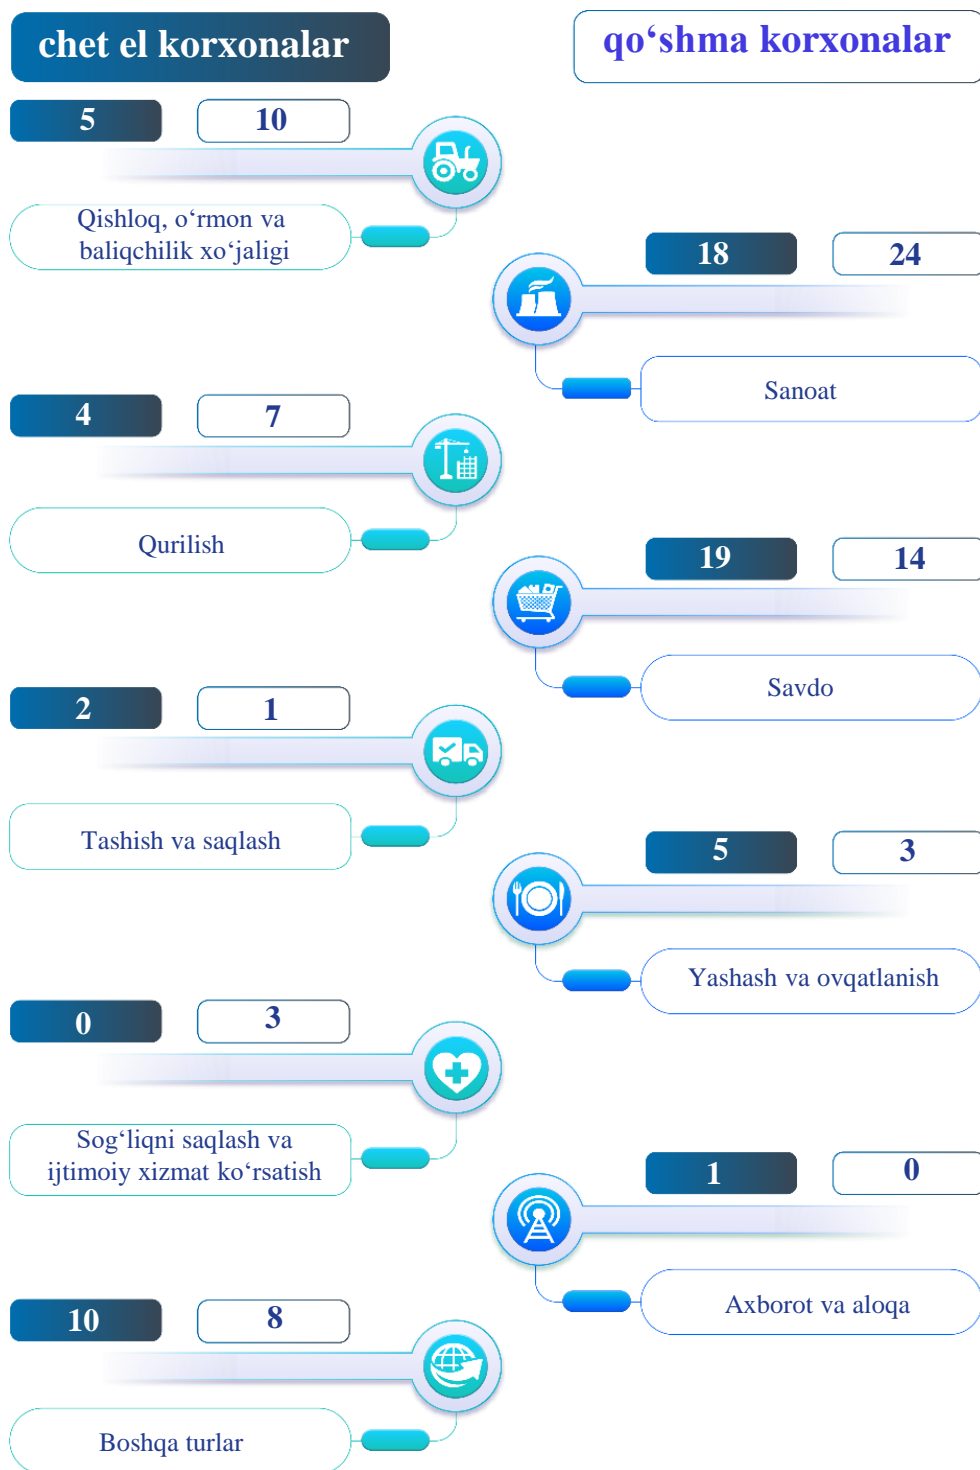 chet el korxonalar
qo‘shma korxonalar
5
10
Qishloq, o‘rmon va
baliqchilik xo‘jaligi
18
24
Sanoat
4
7
Qurilish
19
14
Savdo
2
1
Tashish va saqlash
5
3
Yashash va ovqatlanish
0
3
Sog‘liqni saqlash va
ijtimoiy xizmat ko‘rsatish
1
0
Axborot va aloqa
10
8
Boshqa turlar